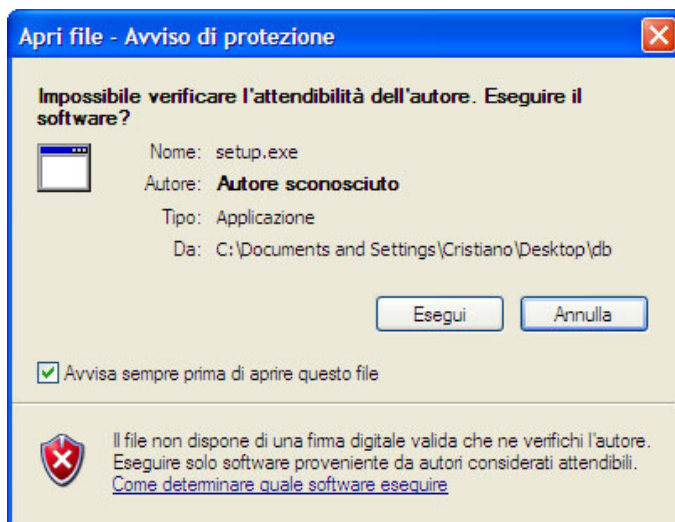 Apri file - Avviso di protezione
Impossibile verificare l'attendibilità dell'autore. Eseguire il
software?
Nome: setup.exe
Autore: Autore sconosciuto
Tipo: Applicazione
Da: C:\Documents and Settings\Cristiano\Desktop\db
Esegui Annulla
Avvisa sempre prima di aprire questo file
Il file non dispone di una firma digitale valida che ne verifichi l'autore.
Eseguire solo software proveniente da autori considerati attendibili.
Come determinare quale software eseguire